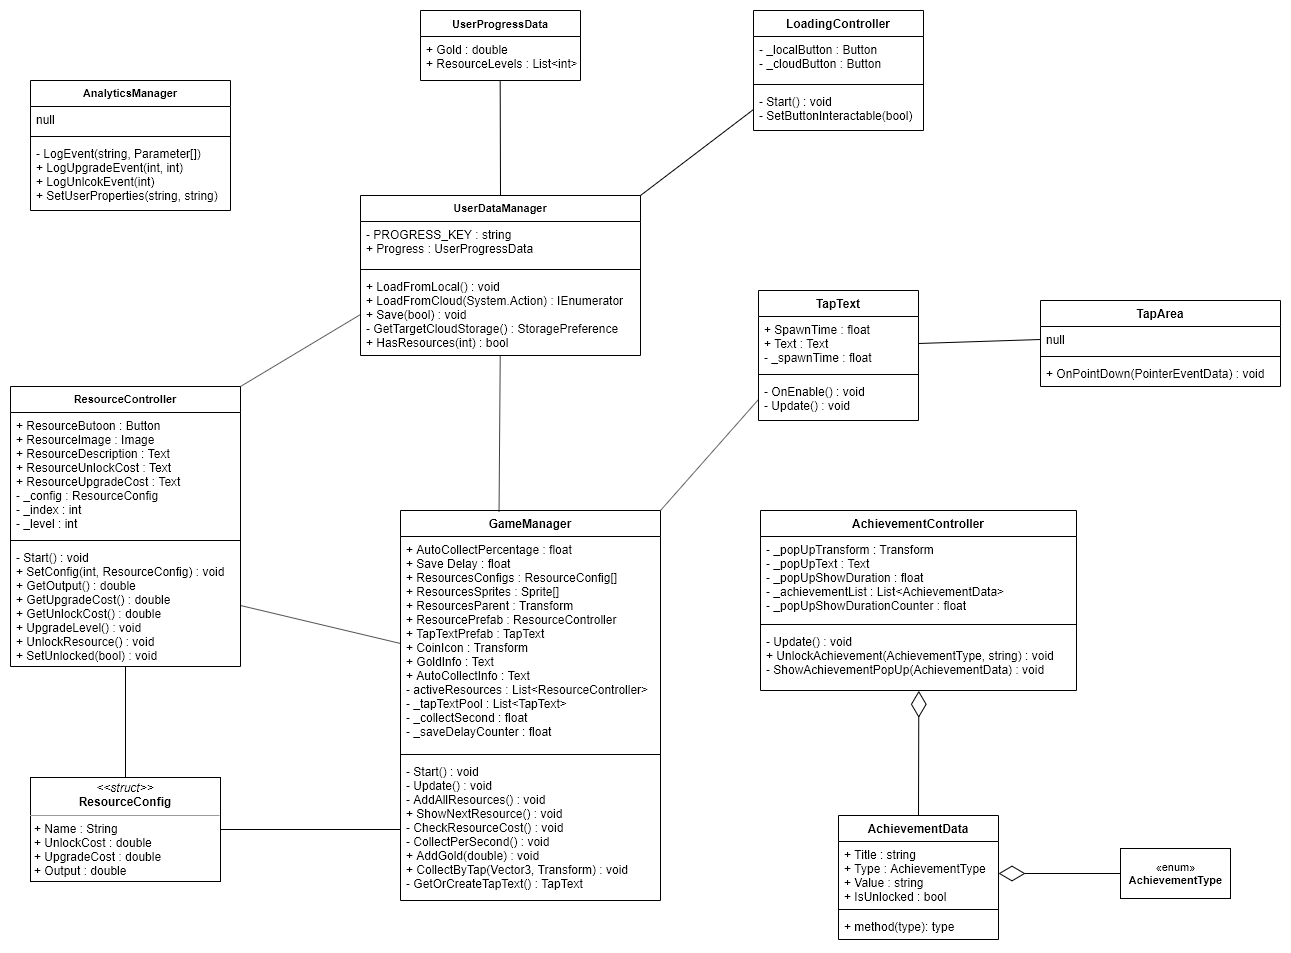 UserProgressData
+ Gold : double
+ ResourceLevels : List<int>
LoadingController
- _localButton : Button
- _cloudButton : Button
- Start() : void
- SetButtonInteractable(bool)
AnalyticsManager
null
- LogEvent(string, Parameter[])
+ LogUpgradeEvent(int, int)
+ LogUnlcokEvent(int)
+ SetUserProperties(string, string)
UserDataManager
- PROGRESS_KEY : string
+ Progress : UserProgressData
+ LoadFromLocal() : void
+ LoadFromCloud(System.Action) : IEnumerator
+ Save(bool) : void
- GetTargetCloudStorage() : StoragePreference
+ HasResources(int) : bool
TapText
+ SpawnTime : float
+ Text : Text
- _spawnTime : float
- OnEnable() : void
- Update() : void
TapArea
null
+ OnPointDown(PointerEventData) : void
ResourceController
+ ResourceButoon : Button
+ ResourceImage : Image
+ ResourceDescription : Text
+ ResourceUnlockCost : Text
+ ResourceUpgradeCost : Text
- _config : ResourceConfig
- _index : int
- _level : int
- Start() : void
+ SetConfig(int, ResourceConfig) : void
+ GetOutput() : double
+ GetUpgradeCost() : double
+ GetUnlockCost() : double
+ UpgradeLevel() : void
+ UnlockResource() : void
+ SetUnlocked(bool) : void
GameManager
+ AutoCollectPercentage : float
+ Save Delay : float
+ ResourcesConfigs : ResourceConfig[]
+ ResourcesSprites : Sprite[]
+ ResourcesParent : Transform
+ ResourcePrefab : ResourceController
+ TapTextPrefab : TapText
+ CoinIcon : Transform
+ GoldInfo : Text
+ AutoCollectInfo : Text
- activeResources : List<ResourceController>
- _tapTextPool : List<TapText>
- _collectSecond : float
- _saveDelayCounter : float
- Start() : void
- Update() : void
- AddAllResources() : void
+ ShowNextResource() : void
- CheckResourceCost() : void
- CollectPerSecond() : void
+ AddGold(double) : void
+ CollectByTap(Vector3, Transform) : void
- GetOrCreateTapText() : TapText
AchievementController
- _popUpTransform : Transform
- _popUpText : Text
- _popUpShowDuration : float
- _achievementList : List<AchievementData>
- _popUpShowDurationCounter : float
- Update() : void
+ UnlockAchievement(AchievementType, string) : void
- ShowAchievementPopUp(AchievementData) : void
<<struct>>
ResourceConfig
+ Name : String
+ UnlockCost : double
+ UpgradeCost : double
+ Output : double
AchievementData
+ Title : string
+ Type : AchievementType
+ Value : string
+ IsUnlocked : bool
+ method(type): type
«enum»
AchievementType